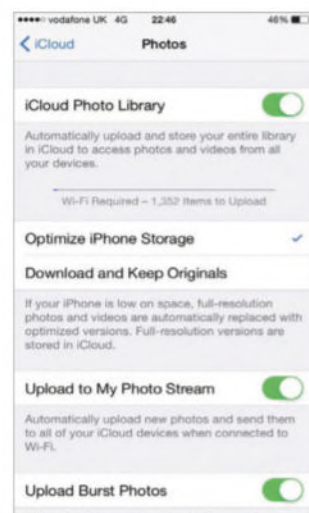 vodafone UK 4G 22:46 46%
iCloud Photos
iCloud Photo Library
Automatically upload and store your entire library
in iCloud to access photos and videos from all
your devices.
Wi-Fi Required – 1,352 Items to Upload
Optimize iPhone Storage
Download and Keep Originals
If your iPhone is low on space, full-resolution
photos and videos are automatically replaced with
optimized versions. Full-resolution versions are
stored in iCloud.
Upload to My Photo Stream
Automatically upload new photos and send them
to all of your iCloud devices when connected to
Wi-Fi.
Upload Burst Photos